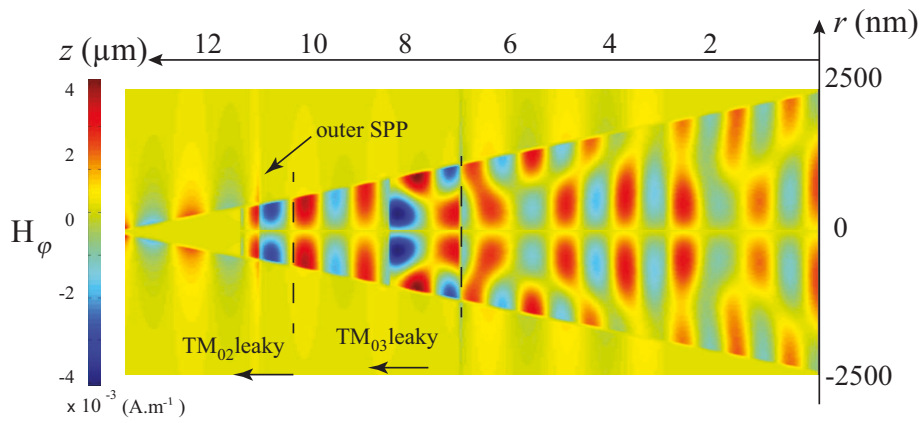 r (nm)
z (μm) 12 10 8 6 4 2
2500
4
outer SPP
2
H_φ 0 0
-2
TM₀₂leaky TM₀₃leaky
-4 -2500
x 10⁻³ (A.m⁻¹)